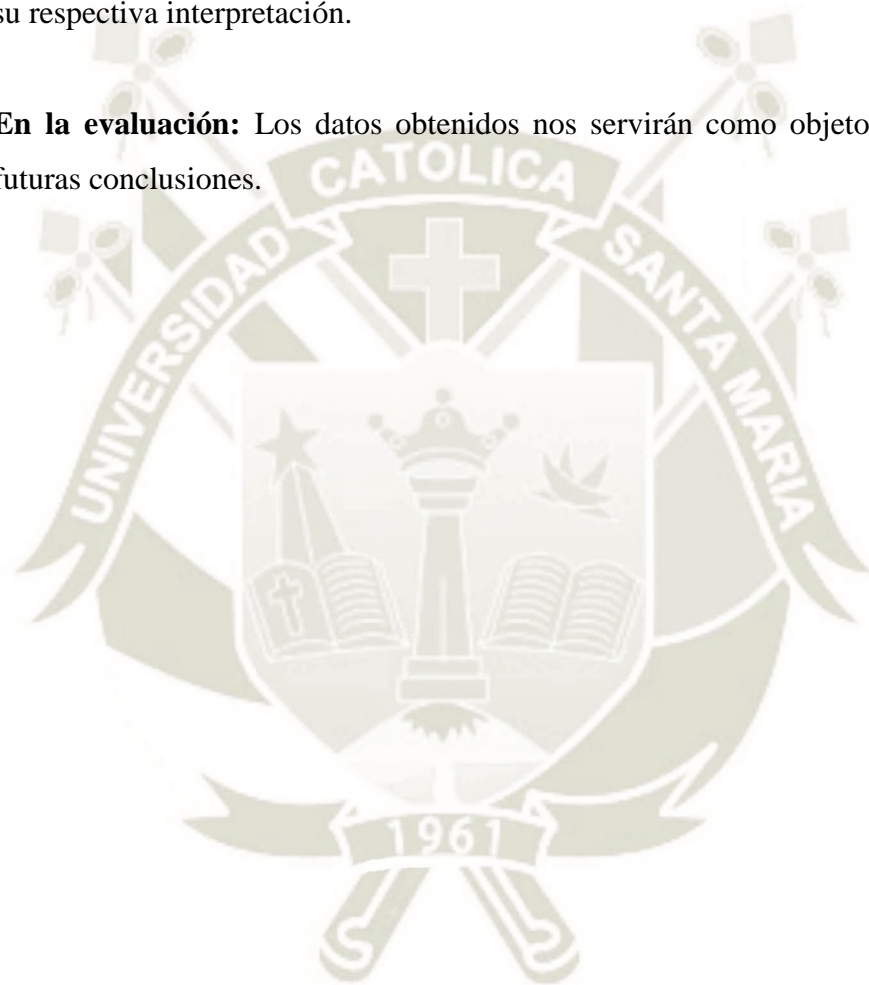 su respectiva interpretación.
En la evaluación: Los datos obtenidos nos servirán como objeto
futuras conclusiones.
CATOLICA
UNIVERSIDAD
SANTA MARIA
1961